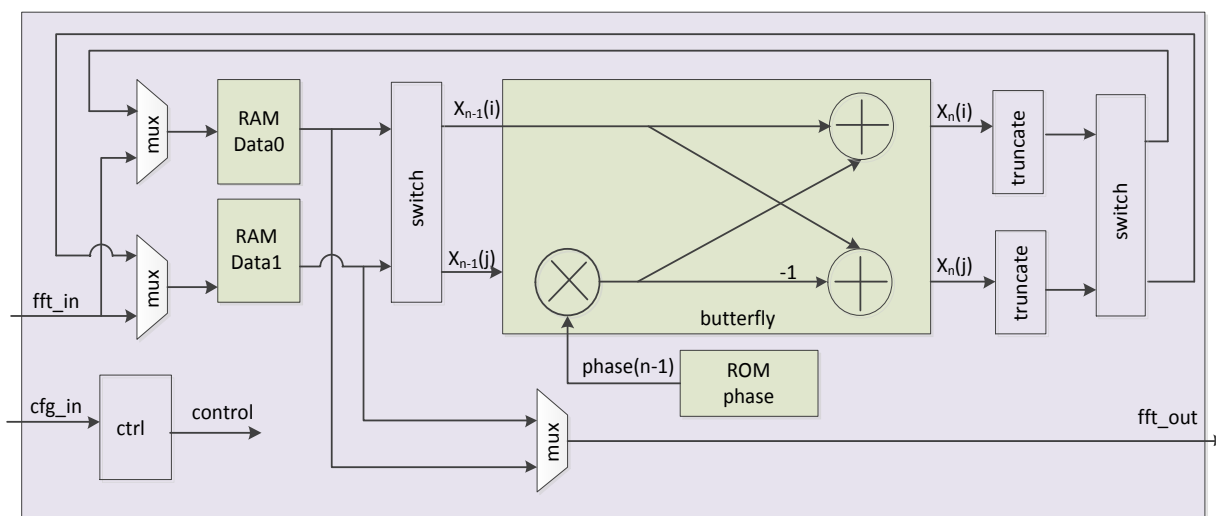 mux
RAM
Data0
switch
Xn-1(i)
Xn(i)
truncate
switch
mux
RAM
Data1
Xn-1(j)
-1
Xn(j)
truncate
butterfly
fft_in
phase(n-1)
ROM
phase
cfg_in
ctrl
control
mux
fft_out